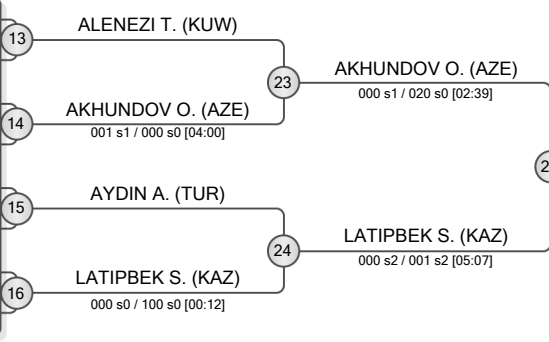 13
ALENEZI T. (KUW)
14
AKHUNDOV O. (AZE)
001 s1 / 000 s0 [04:00]
23
AKHUNDOV O. (AZE)
000 s1 / 020 s0 [02:39]
15
AYDIN A. (TUR)
16
LATIPBEK S. (KAZ)
000 s0 / 100 s0 [00:12]
24
LATIPBEK S. (KAZ)
000 s2 / 001 s2 [05:07]